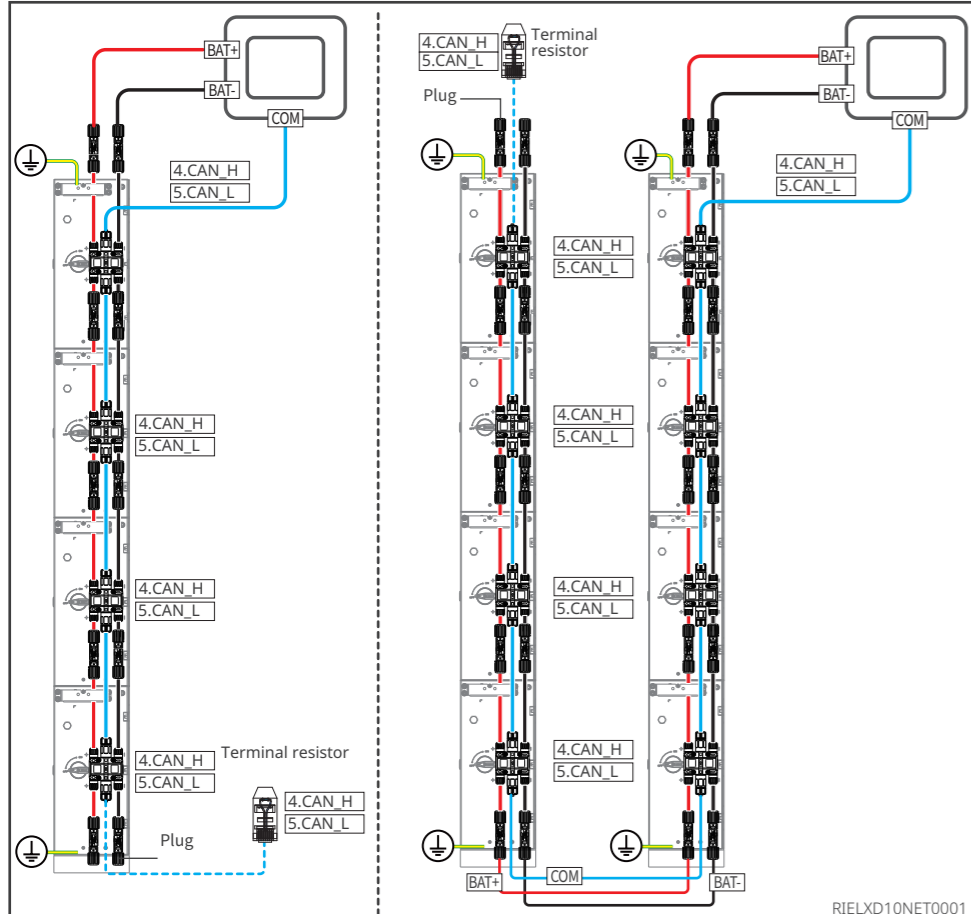 BAT+
BAT-
COM
4.CAN_H
5.CAN_L
4.CAN_H
5.CAN_L
4.CAN_H
5.CAN_L
4.CAN_H
5.CAN_L
Terminal resistor
4.CAN_H
5.CAN_L
Plug
4.CAN_H
5.CAN_L
Terminal
resistor
Plug
BAT+
BAT-
COM
4.CAN_H
5.CAN_L
4.CAN_H
5.CAN_L
4.CAN_H
5.CAN_L
4.CAN_H
5.CAN_L
4.CAN_H
5.CAN_L
BAT+
COM
BAT-
RIELXD10NET0001